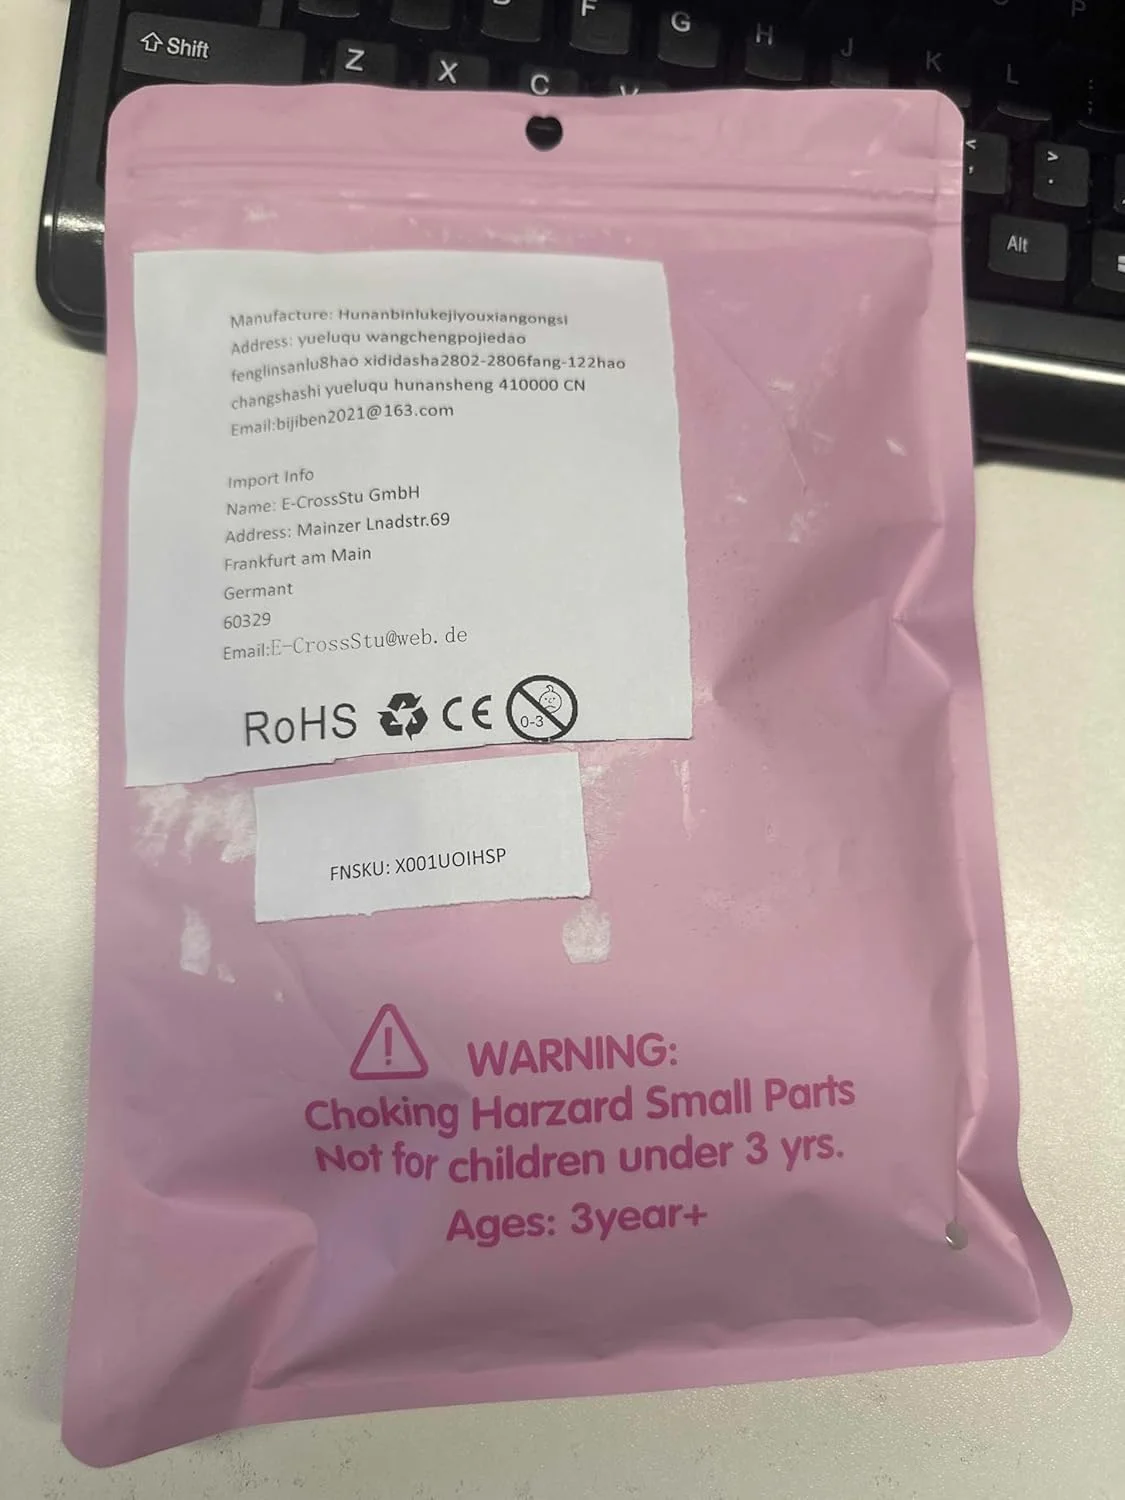 Shift
Z
X
C
V
F
G
H
J
K
L
P
<
,
>
.
Alt
Manufacture: Hunanbinlukejiyouxiangongsi
Address: yueluqu wangchengpojiedao
fenglinsanlu8hao xididasha2802-2806fang-122hao
changshashi yueluqu hunansheng 410000 CN
Email:bijiben2021@163.com
Import Info
Name: E-CrossStu GmbH
Address: Mainzer Lnadstr.69
Frankfurt am Main
Germant
60329
Email:E-CrossStu@web.de
RoHS CE 0-3
FNSKU: X001UOIHSP
WARNING:
Choking Harzard Small Parts
Not for children under 3 yrs.
Ages: 3year+